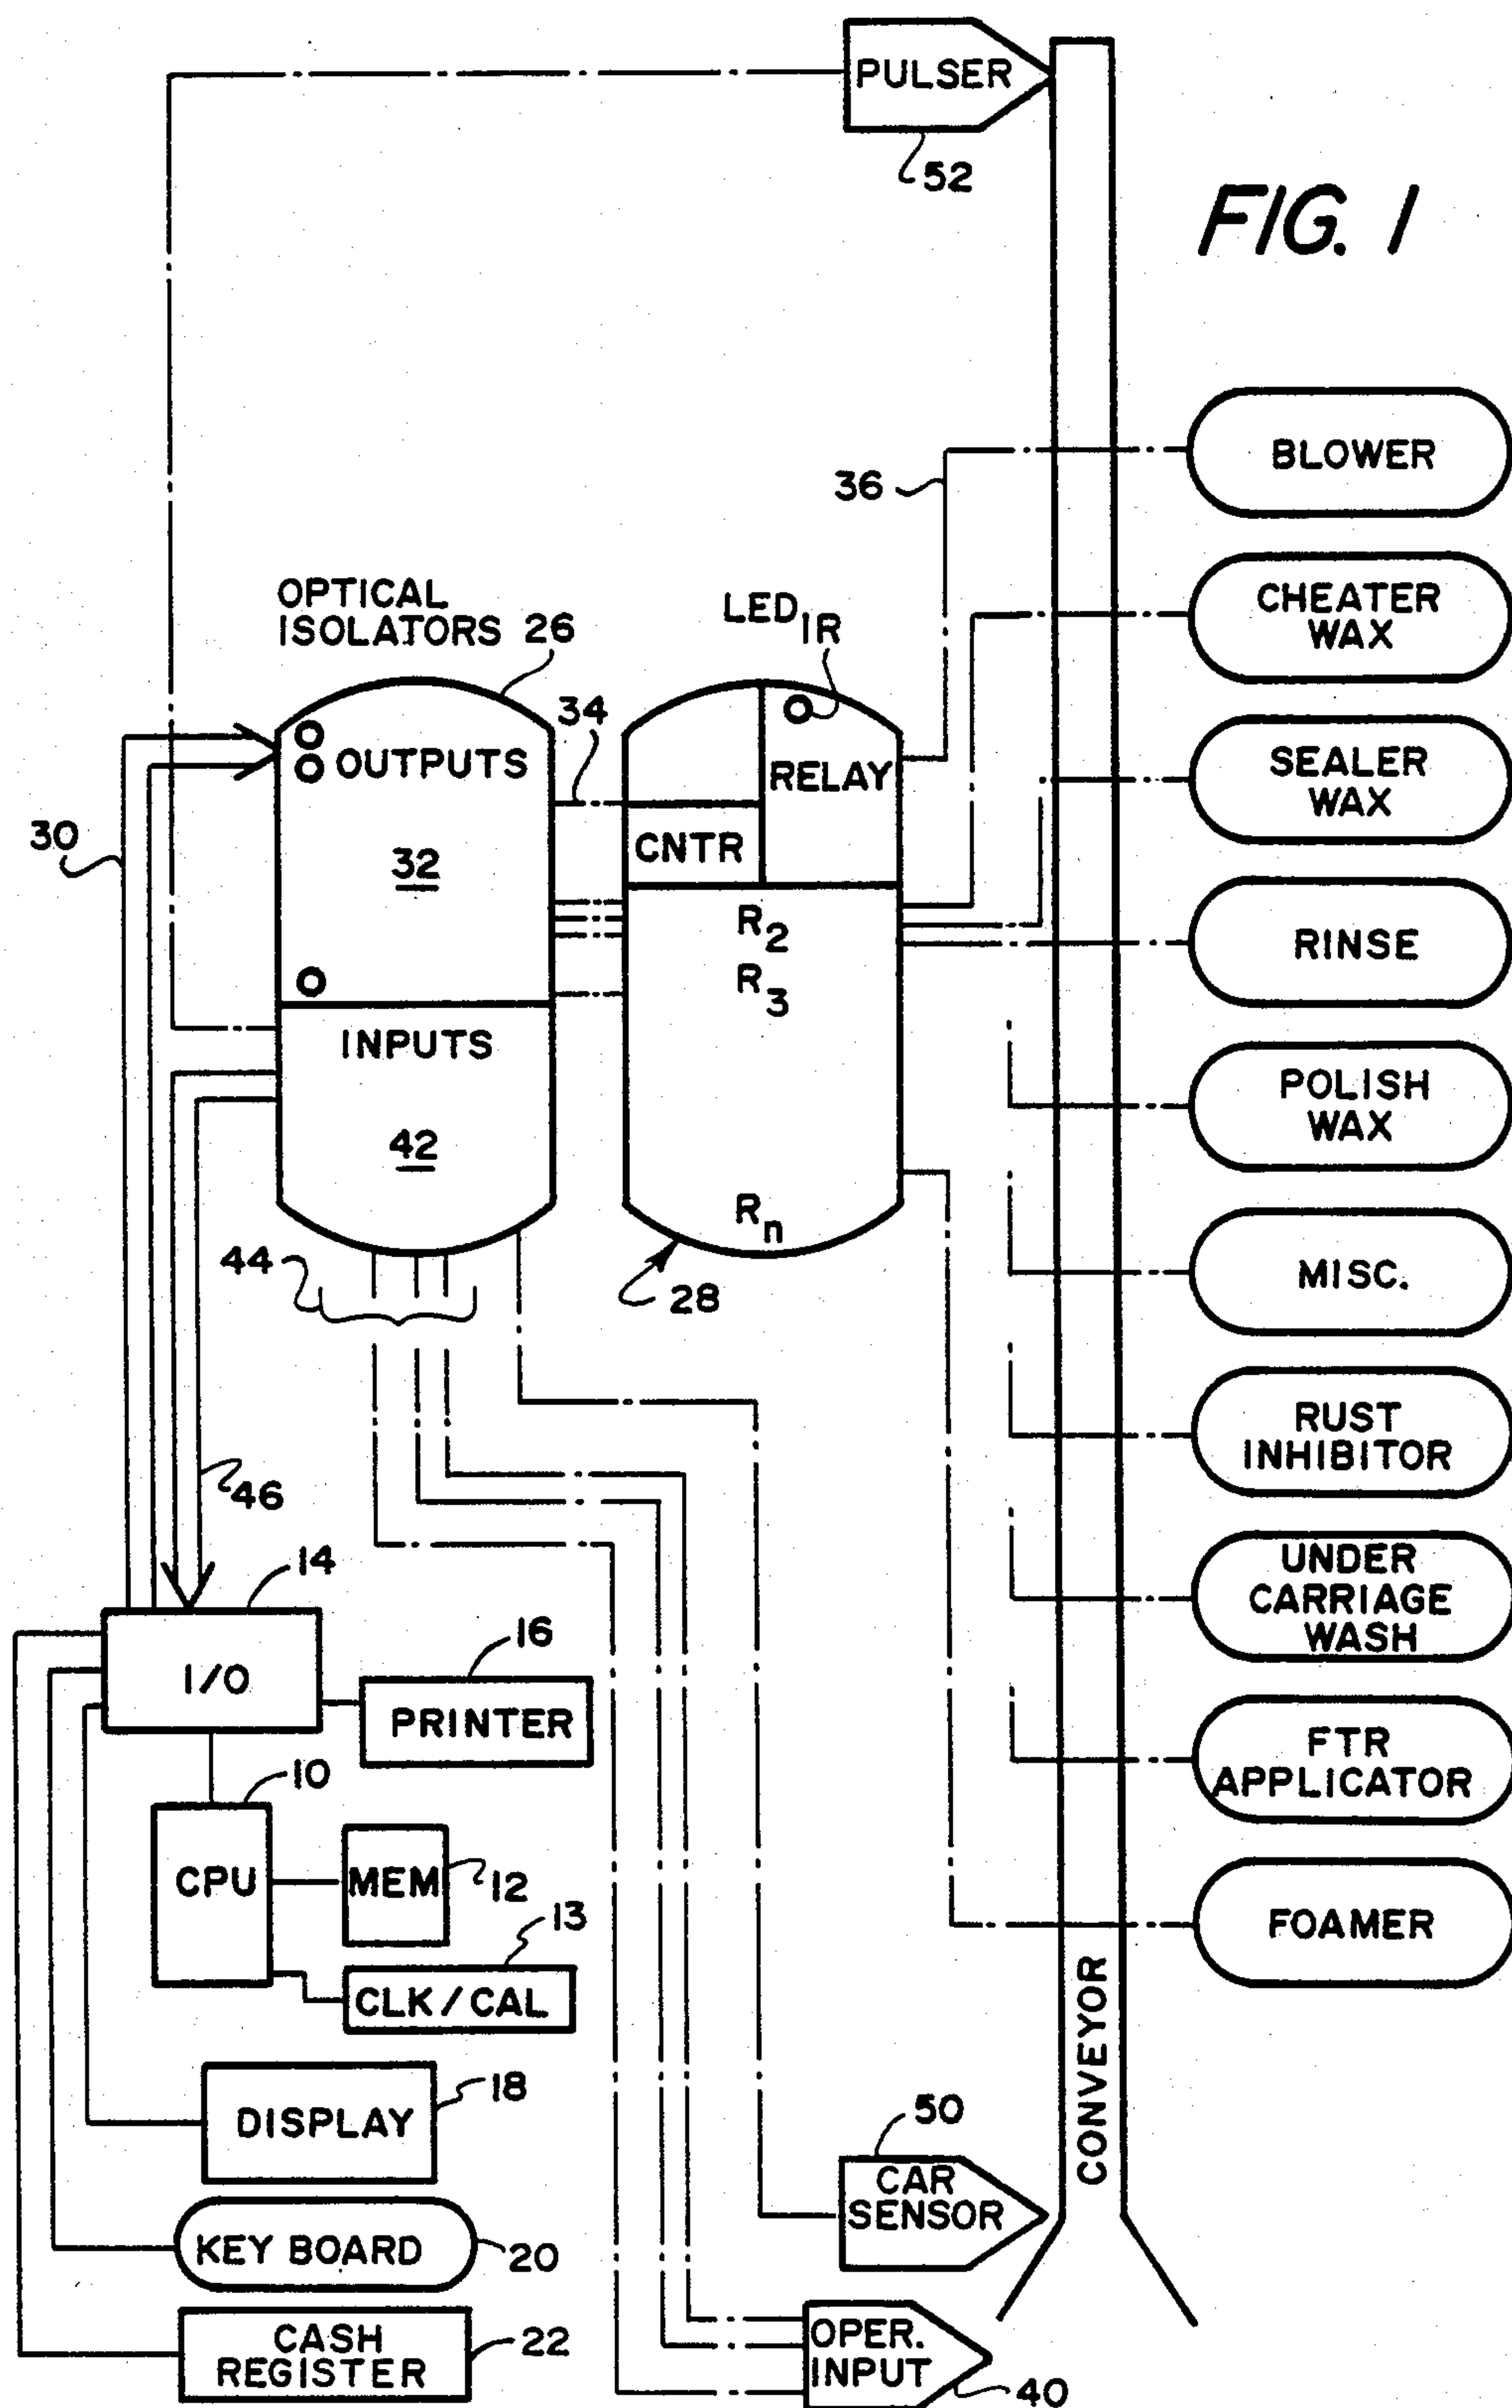 PULSER
52
FIG. 1
BLOWER
36
OPTICAL
ISOLATORS 26
LED1R
CHEATER
WAX
34
OUTPUTS
RELAY
SEALER
WAX
30
32
CNTR
R2
RINSE
R3
INPUTS
42
POLISH
WAX
Rn
44
28
MISC.
RUST
INHIBITOR
46
14
UNDER
CARRIAGE
WASH
I/O
16
PRINTER
FTR
APPLICATOR
10
CPU
MEM
12
13
CLK/CAL
FOAMER
CONVEYOR
18
DISPLAY
50
CAR
SENSOR
KEY BOARD
20
CASH
REGISTER
22
OPER.
INPUT
40